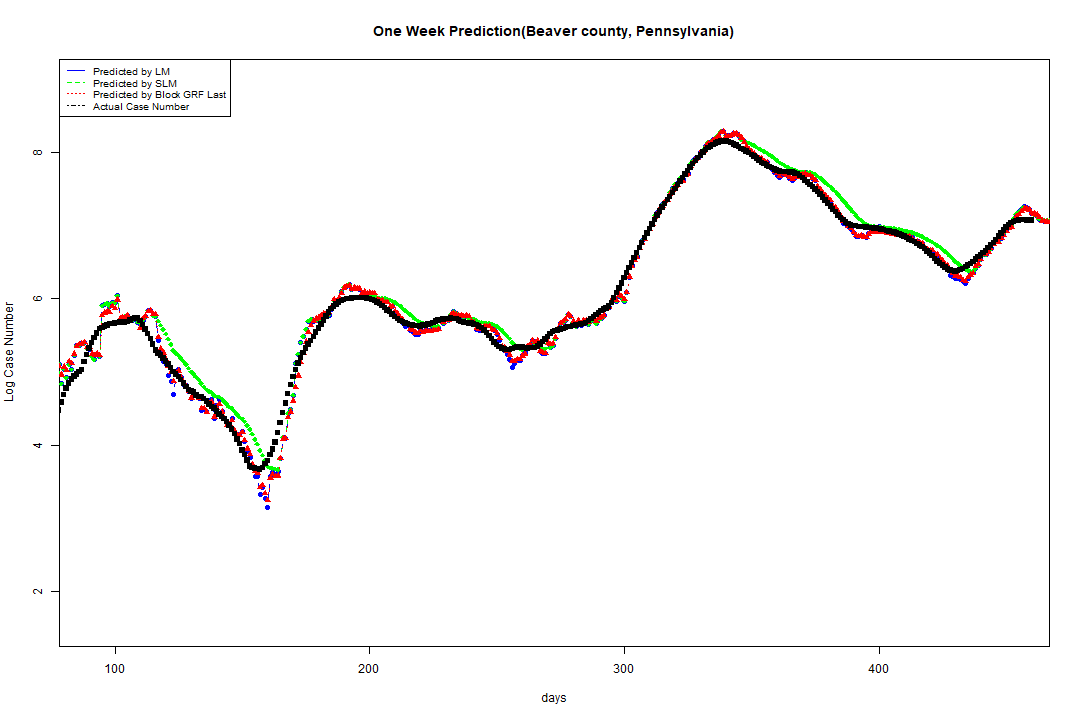 One Week Prediction(Beaver county, Pennsylvania)
Predicted by LM
Predicted by SLM
Predicted by Block GRF Last
Actual Case Number
Log Case Number
8
6
4
2
100
200
300
400
days